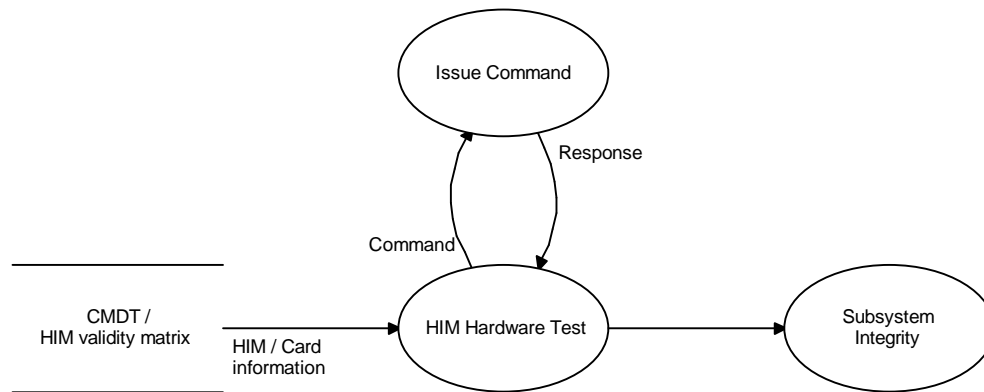 Issue Command
Response
Command
CMDT /
HIM validity matrix
HIM / Card
information
HIM Hardware Test
Subsystem
Integrity